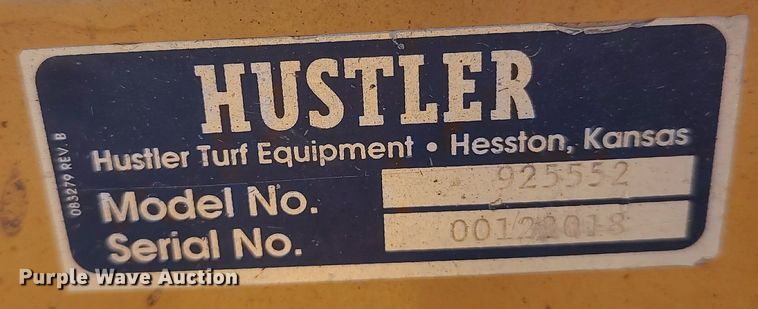 HUSTLER
Hustler Turf Equipment • Hesston, Kansas
Model No. 925552
Serial No. 00122018
083279 REV. B
Purple Wave Auction